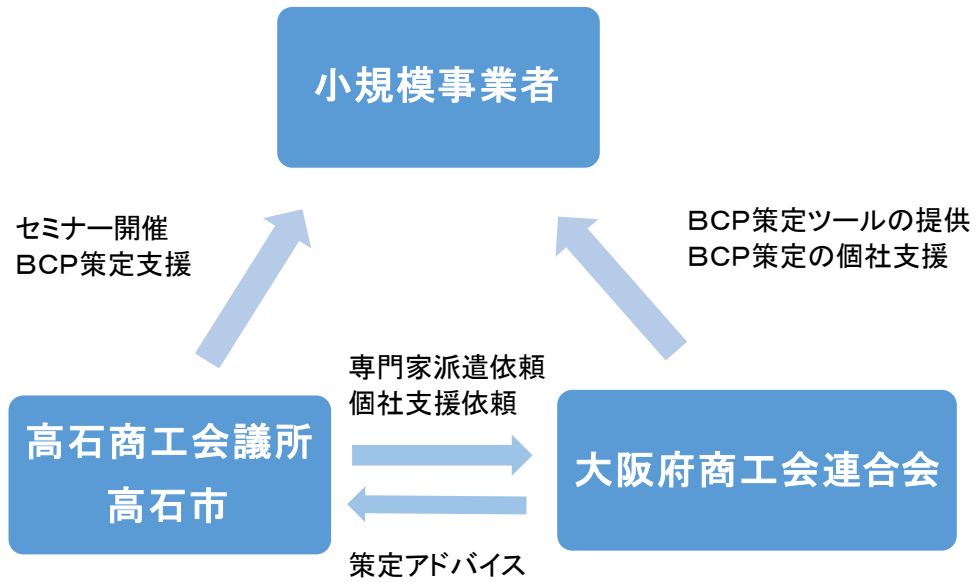 小規模事業者
セミナー開催
ＢＣＰ策定支援
ＢＣＰ策定ツールの提供
ＢＣＰ策定の個社支援
専門家派遣依頼
個社支援依頼
高石商工会議所
高石市
大阪府商工会連合会
策定アドバイス